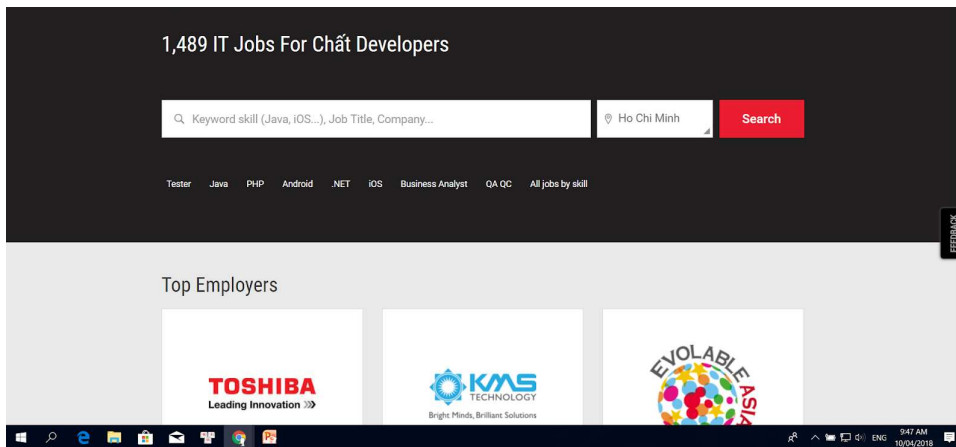 1,489 IT Jobs For Chất Developers
Keyword skill (Java, iOS...), Job Title, Company...
Ho Chi Minh
Search
Tester Java PHP Android .NET iOS Business Analyst QA QC All jobs by skill
FEEDBACK
Top Employers
TOSHIBA
Leading Innovation >>>
KMS
TECHNOLOGY
Bright Minds, Brilliant Solutions
EVOLABLE ASIA
ENG
9:47 AM
10/04/2018